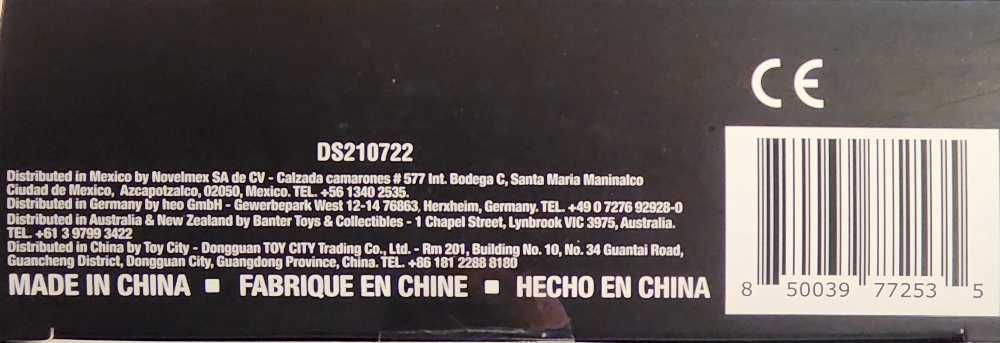 CE
DS210722
Distributed in Mexico by Novelmex SA de CV - Calzada camarones # 577 Int. Bodega C, Santa Maria Maninalco
Ciudad de Mexico, Azcapotzalco, 02050, Mexico. TEL. +56 1340 2535.
Distributed in Germany by heo GmbH - Gewerbepark West 12-14 76863, Herxheim, Germany. TEL. +49 0 7276 92928-0
Distributed in Australia & New Zealand by Banter Toys & Collectibles - 1 Chapel Street, Lynbrook VIC 3975, Australia.
TEL. +61 3 9799 3422
Distributed in China by Toy City - Dongguan TOY CITY Trading Co., Ltd. - Rm 201, Building No. 10, No. 34 Guantai Road,
Guancheng District, Dongguan City, Guangdong Province, China. TEL. +86 181 2288 8180
MADE IN CHINA ■ FABRIQUE EN CHINE ■ HECHO EN CHINA
8 50039 77253 5